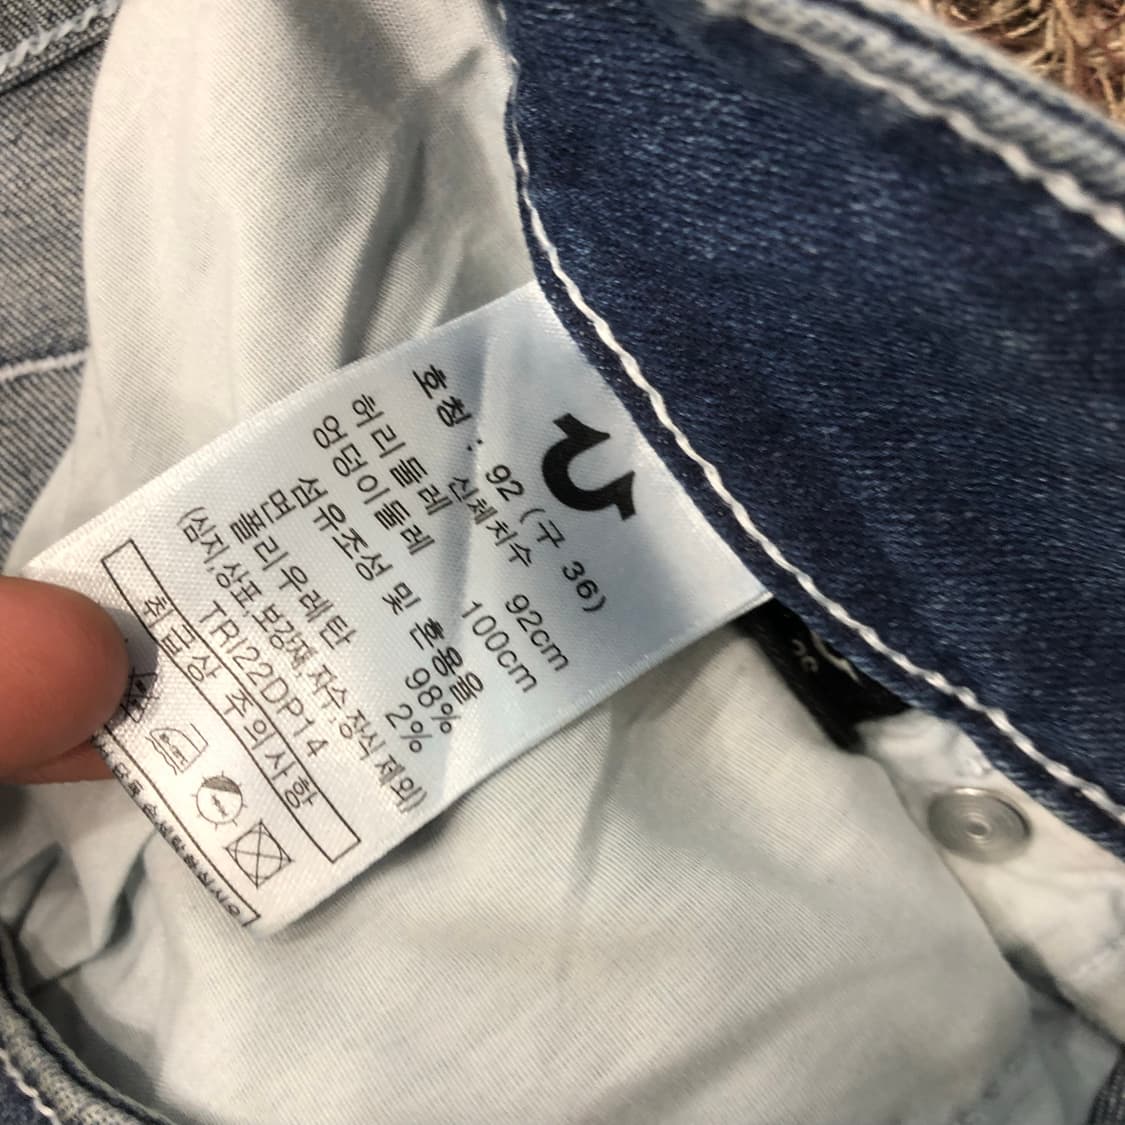 호칭 : 92 (구 36)
신체치수
허리 둘레 92cm
엉덩이둘레 100cm
섬유조성 및 혼용율
면 98%
폴리우레탄 2%
(심지,상표,보강재,자수,장식 제외)
TRI22DP14
취급상 주의사항